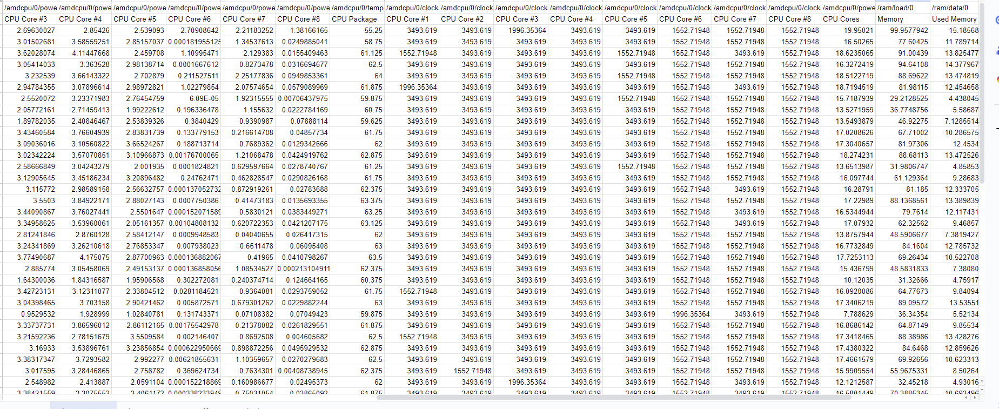 /amdcpu/0/powe /amdcpu/0/powe /amdcpu/0/powe /amdcpu/0/powe /amdcpu/0/powe /amdcpu/0/powe /amdcpu/0/temp /amdcpu/0/clock /amdcpu/0/clock /amdcpu/0/clock /amdcpu/0/clock /amdcpu/0/clock /amdcpu/0/clock /amdcpu/0/clock /amdcpu/0/clock /amdcpu/0/powe /ram/load/0 /ram/data/0
CPU Core #3 CPU Core #4 CPU Core #5 CPU Core #6 CPU Core #7 CPU Core #8 CPU Package CPU Core #1 CPU Core #2 CPU Core #3 CPU Core #4 CPU Core #5 CPU Core #6 CPU Core #7 CPU Core #8 CPU Cores Memory Used Memory
2.69630027 2.85426 2.539093 2.70908642 2.21183252 1.38166165 55.25 3493.619 3493.619 1996.35364 3493.619 3493.619 1552.71948 1552.71948 1552.71948 19.95021 99.9577942 15.18568
3.01502681 3.58559251 2.85157037 0.000181955125 1.34537613 0.0249885041 58.75 3493.619 3493.619 3493.619 3493.619 3493.619 1552.71948 1552.71948 1552.71948 16.50265 77.60425 11.789714
3.62028074 4.11447668 2.459708 1.10995471 2.129383 0.0155409463 61.125 1552.71948 3493.619 3493.619 3493.619 1552.71948 1552.71948 3493.619 1552.71948 18.6235065 91.00439 13.825477
3.05414033 3.363528 2.98138714 0.0001667612 0.8273478 0.0316694677 62.5 3493.619 3493.619 3493.619 3493.619 3493.619 1552.71948 1552.71948 1552.71948 16.3272419 94.64108 14.377967
3.232539 3.66143322 2.702879 0.211527511 2.25177836 0.0949853361 64 3493.619 3493.619 3493.619 3493.619 1552.71948 1552.71948 1552.71948 1552.71948 18.5122719 88.69622 13.474819
2.94784355 3.07896614 2.98972821 1.02279854 2.07574654 0.0579089969 61.875 1996.35364 3493.619 3493.619 3493.619 3493.619 1552.71948 3493.619 1552.71948 18.7194519 81.98115 12.454658
2.5520072 3.23371983 2.76454759 6.09E-05 1.92315555 0.00706437975 59.875 3493.619 3493.619 3493.619 3493.619 1552.71948 1552.71948 1552.71948 1552.71948 15.7187939 29.2128525 4.438045
2.05772161 2.71459413 1.99222612 0.196336478 1.155632 0.0222784169 60.75 3493.619 3493.619 3493.619 3493.619 3493.619 1552.71948 1552.71948 1552.71948 13.5271959 36.7748756 5.58687
1.89782035 2.40846467 2.53839326 0.3840429 0.9390987 0.07888114 59.625 3493.619 3493.619 3493.619 3493.619 3493.619 1552.71948 1552.71948 1552.71948 13.5493879 46.92275 7.1285514
3.43460584 3.76604939 2.83831739 0.133779153 0.216614708 0.04857734 61.75 3493.619 3493.619 3493.619 3493.619 3493.619 1552.71948 1552.71948 1552.71948 17.0208626 67.71002 10.286575
3.09036016 3.10560822 3.66524267 0.188713714 0.7689362 0.0129342666 62 3493.619 3493.619 3493.619 3493.619 3493.619 1552.71948 1552.71948 1552.71948 17.3040657 81.97306 12.4534
3.02342224 3.57070851 3.10966873 0.00176700065 1.21068478 0.0424919762 62.875 3493.619 3493.619 3493.619 3493.619 3493.619 1552.71948 1552.71948 1552.71948 18.274231 88.68113 13.472526
2.58666849 3.04243279 2.001935 0.0001824821 0.629597664 0.0278740767 61.25 3493.619 3493.619 3493.619 3493.619 1552.71948 1552.71948 1552.71948 1552.71948 13.6513987 31.9806747 4.85853
3.12905645 3.45186234 3.20896482 0.24762471 0.462828547 0.0290826168 61.75 3493.619 3493.619 3493.619 3493.619 3493.619 1552.71948 1552.71948 1552.71948 16.097744 61.129364 9.28683
3.115772 2.98589158 2.56632757 0.000137052732 0.872919261 0.02783688 62.375 3493.619 3493.619 3493.619 3493.619 3493.619 1552.71948 3493.619 1552.71948 16.28791 81.185 12.333705
3.5503 3.84922171 2.88027143 0.0007750386 0.41473183 0.0135693355 63.375 3493.619 3493.619 3493.619 3493.619 3493.619 1552.71948 1552.71948 1552.71948 17.22989 88.1368561 13.389839
3.44090867 3.76027441 2.5501647 0.000152071589 0.5830121 0.0383449271 63.25 3493.619 3493.619 3493.619 3493.619 3493.619 1552.71948 3493.619 1552.71948 16.5344944 79.7614 12.117431
3.34958625 3.53960061 2.05161357 0.00104808132 0.620722353 0.0421207175 63.125 3493.619 3493.619 3493.619 3493.619 3493.619 1552.71948 3493.619 1552.71948 17.07932 62.32562 9.46857
2.81241846 2.8760128 2.58412147 0.0009948583 0.04040655 0.026417315 62 3493.619 3493.619 3493.619 3493.619 3493.619 1552.71948 1552.71948 1552.71948 13.8757944 48.5906677 7.3819427
3.24341869 3.26210618 2.76853347 0.007938023 0.6611478 0.06095408 63 3493.619 3493.619 3493.619 3493.619 3493.619 1552.71948 1552.71948 1552.71948 16.7732849 84.1604 12.785732
3.77490687 4.175075 2.87700963 0.000136882067 0.41965 0.0410798267 63.5 3493.619 3493.619 3493.619 3493.619 3493.619 1552.71948 1552.71948 1552.71948 17.7253113 69.26434 10.522708
2.885774 3.05458069 2.49153137 0.000136858056 1.08534527 0.000213104911 62.375 3493.619 3493.619 3493.619 3493.619 3493.619 1552.71948 1552.71948 1552.71948 15.436799 48.5831833 7.38080
1.64300036 1.84316587 1.95906568 0.302272081 0.240374714 0.124664165 60.375 3493.619 3493.619 3493.619 3493.619 3493.619 1552.71948 1552.71948 1552.71948 10.12035 31.32666 4.75917
3.42723131 3.12311077 2.33804512 0.0281184521 0.9364081 0.0293759052 61.75 1552.71948 3493.619 3493.619 3493.619 3493.619 1552.71948 1552.71948 1552.71948 16.0920086 64.77673 9.84094
3.04398465 3.703158 2.90421462 0.005872571 0.679301262 0.0229882244 63 3493.619 3493.619 3493.619 3493.619 3493.619 1552.71948 1552.71948 1552.71948 17.3406219 89.09572 13.53551
0.9529532 1.928999 1.02840781 0.131743371 0.07108382 0.07049423 59.875 3493.619 3493.619 3493.619 3493.619 3493.619 1996.35364 3493.619 1552.71948 7.788629 36.34354 5.52134
3.33737731 3.86596012 2.86112165 0.00175542978 0.21378082 0.0261829551 61.875 3493.619 3493.619 3493.619 3493.619 3493.619 1552.71948 1552.71948 1552.71948 16.8686142 64.87149 9.85534
3.21592236 2.78151679 3.5509584 0.002146407 0.8692508 0.004605682 62.5 1552.71948 3493.619 3493.619 3493.619 3493.619 1552.71948 1552.71948 1552.71948 17.3418465 88.38986 13.428276
3.16933 3.53896761 3.23856854 0.000622950669 0.898872256 0.0495929532 62.875 3493.619 3493.619 3493.619 3493.619 3493.619 1552.71948 1552.71948 1552.71948 17.4380322 84.6468 12.859626
3.38317347 3.7293582 2.992277 0.00621855631 1.10359657 0.0270279683 62.5 3493.619 3493.619 3493.619 3493.619 3493.619 1552.71948 1552.71948 1552.71948 17.4661579 69.92656 10.623313
3.017595 3.28446865 2.758782 0.369624734 0.7634301 0.00408738945 62.375 3493.619 1552.71948 3493.619 3493.619 3493.619 1552.71948 1552.71948 1552.71948 15.9909554 55.9675331 8.50264
2.548982 2.413887 2.0591104 0.000152218869 0.160986677 0.02495373 62 3493.619 3493.619 1996.35364 3493.619 3493.619 1552.71948 3493.619 1552.71948 12.1212587 32.45218 4.93016
3.38421559 2.3075552 3.4061172 0.000338233949 0.75031054 0.03865092 61.875 3493.619 3493.619 3493.619 3493.619 3493.619 1552.71948 3493.619 1552.71948 16.5801449 70.3885345 10.693496